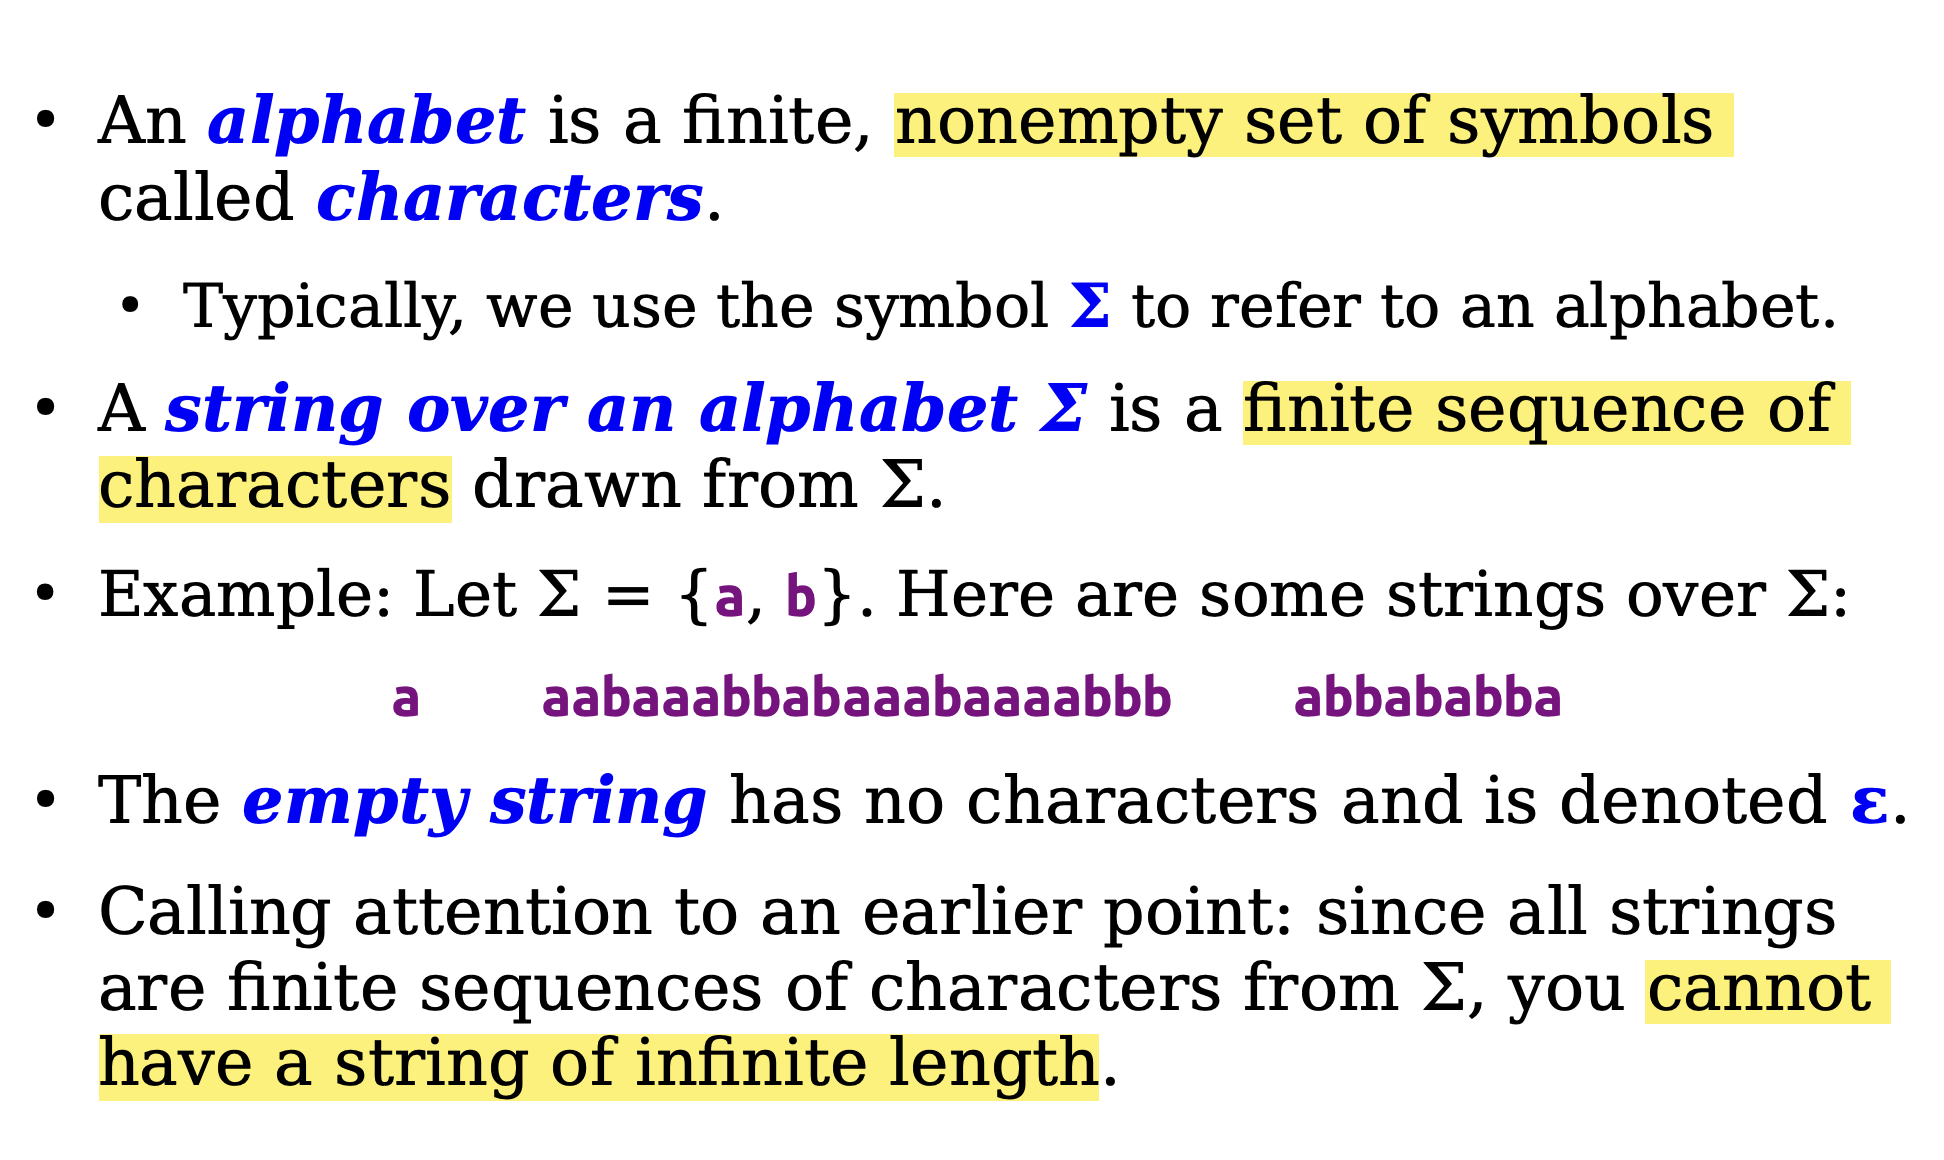 • An alphabet is a finite, nonempty set of symbols
called characters.
• Typically, we use the symbol Σ to refer to an alphabet.
• A string over an alphabet Σ is a finite sequence of
characters drawn from Σ.
• Example: Let Σ = {a, b}. Here are some strings over Σ:
a aabaaabbabaaabaaaabbb abbababba
• The empty string has no characters and is denoted ε.
• Calling attention to an earlier point: since all strings
are finite sequences of characters from Σ, you cannot
have a string of infinite length.